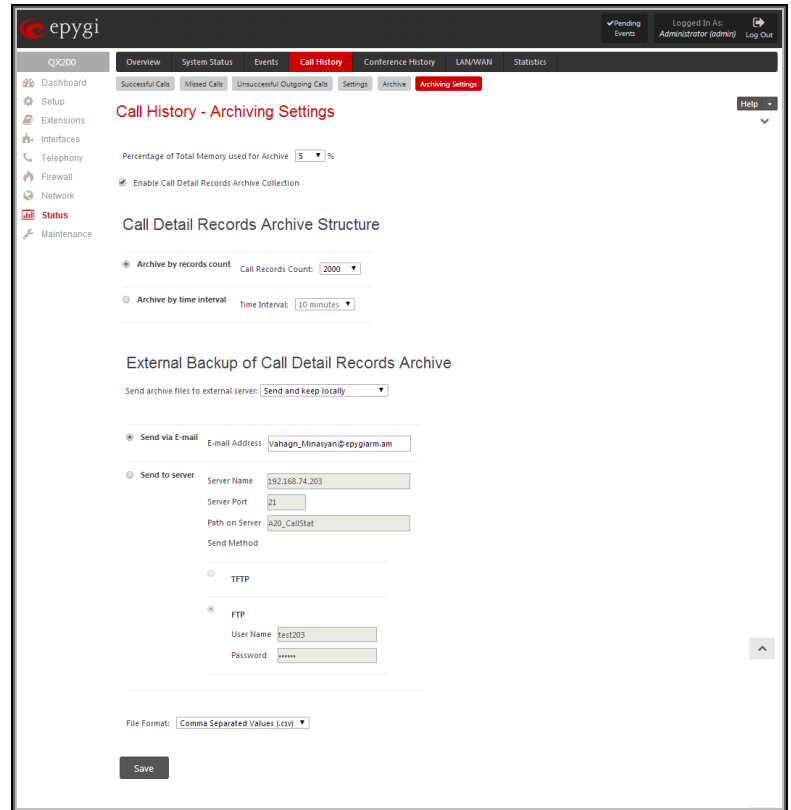 epygi
Pending Events
Logged In As:
Administrator (admin)
Log Out
QX200
Overview System Status Events Call History Conference History LAN/WAN Statistics
Dashboard
Setup
Extensions
Interfaces
Telephony
Firewall
Network
Status
Maintenance
Successful Calls Missed Calls Unsuccessful Outgoing Calls Settings Archive Archiving Settings
Call History - Archiving Settings
Help
Percentage of Total Memory used for Archive 5 %
Enable Call Detail Records Archive Collection
Call Detail Records Archive Structure
Archive by records count Call Records Count: 2000
Archive by time interval Time Interval: 10 minutes
External Backup of Call Detail Records Archive
Send archive files to external server: Send and keep locally
Send via E-mail E-mail Address Vahagn_Minasyan@epygiarm.am
Send to server Server Name 192.168.74.203
Server Port 21
Path on Server A20_CallStat
Send Method
TFTP
FTP
User Name test203
Password ••••••
File Format: Comma Separated Values (.csv)
Save